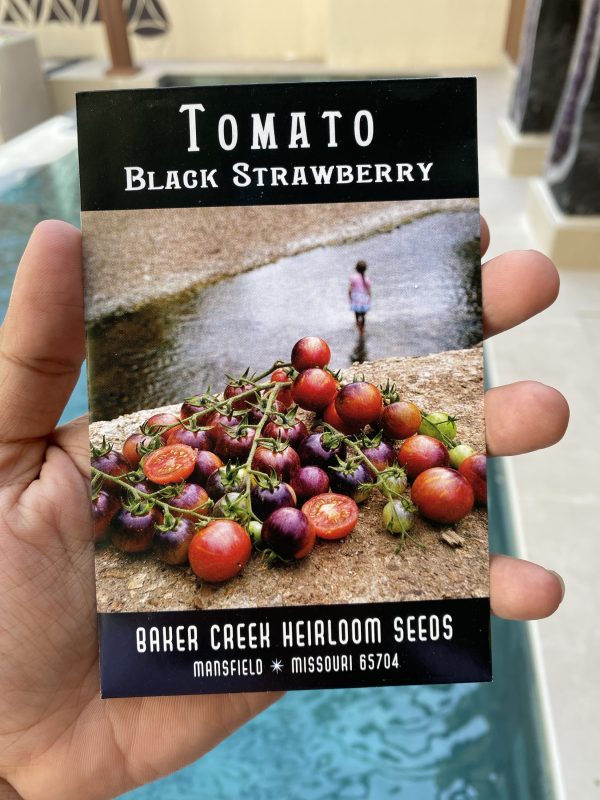 TOMATO
BLACK STRAWBERRY
BAKER CREEK HEIRLOOM SEEDS
MANSFIELD ✴ MISSOURI 65704